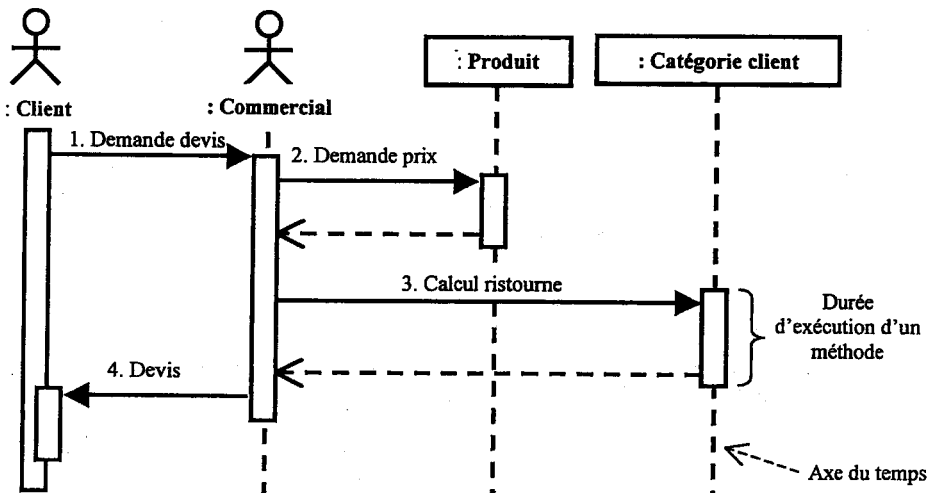 : Produit
: Catégorie client
: Client
: Commercial
1. Demande devis
2. Demande prix
3. Calcul ristourne
Durée
d'exécution d'un
méthode
4. Devis
Axe du temps